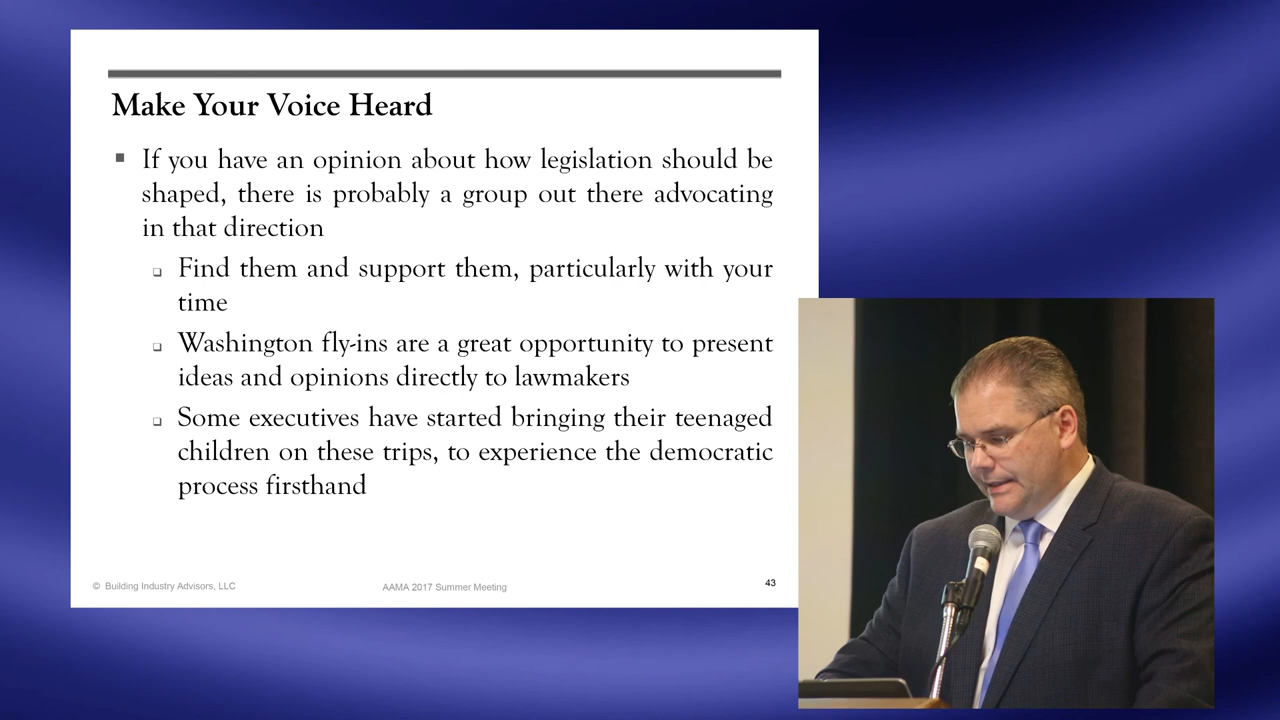 Make Your Voice Heard
▪ If you have an opinion about how legislation should be
shaped, there is probably a group out there advocating
in that direction
❑ Find them and support them, particularly with your
time
❑ Washington fly-ins are a great opportunity to present
ideas and opinions directly to lawmakers
❑ Some executives have started bringing their teenaged
children on these trips, to experience the democratic
process firsthand
© Building Industry Advisors, LLC
AAMA 2017 Summer Meeting
43